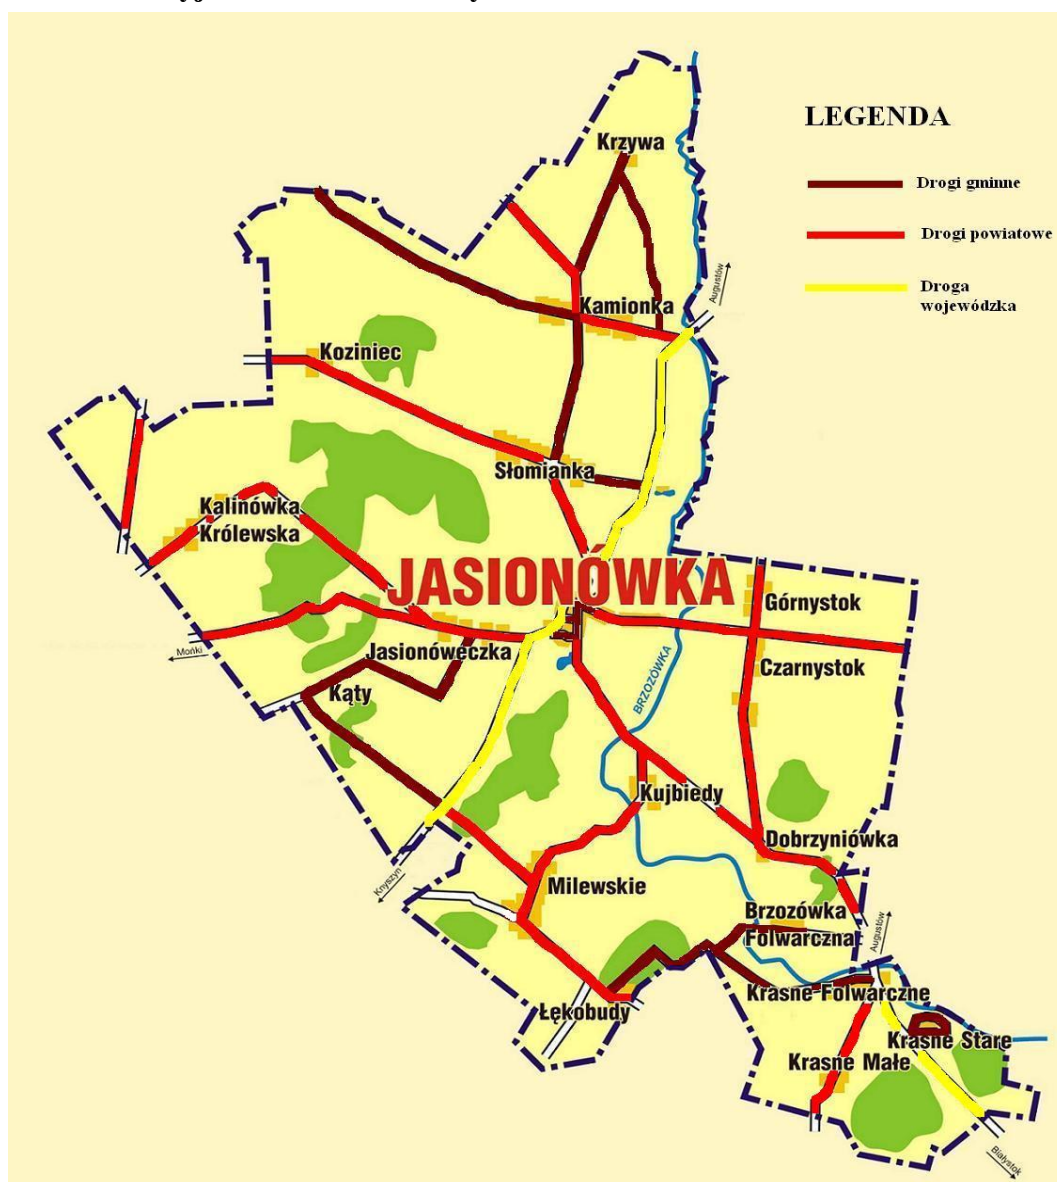 LEGENDA
Drogi gminne
Drogi powiatowe
Droga
wojewódzka
Krzywa
Augustów
Kamionka
Koziniec
Słomianka
Kalinówka
Królewska
JASIONÓWKA
Górnystok
Jasionóweczka
Mońki
Czarnystok
Kąty
BRZOZÓWKA
Kujbiedy
Dobrzyniówka
Knyszyn
Milewskie
Brzozówka
Folwarczna
Augustów
Krasne Folwarczne
Łękobudy
Krasne Stare
Krasne Małe
Białystok